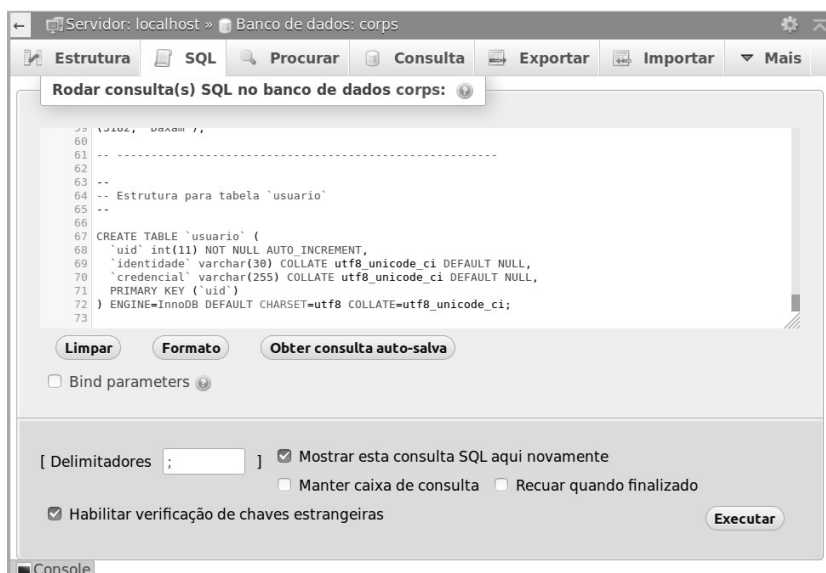 ← Servidor: localhost » Banco de dados: corps
Estrutura SQL Procurar Consulta Exportar Importar Mais
Rodar consulta(s) SQL no banco de dados corps:
59 (3182, 'Daxam'),
60
61 -- --------------------------------------------------------
62
63 --
64 -- Estrutura para tabela `usuario`
65 --
66
67 CREATE TABLE `usuario` (
68 `uid` int(11) NOT NULL AUTO_INCREMENT,
69 `identidade` varchar(30) COLLATE utf8_unicode_ci DEFAULT NULL,
70 `credencial` varchar(255) COLLATE utf8_unicode_ci DEFAULT NULL,
71 PRIMARY KEY (`uid`)
72 ) ENGINE=InnoDB DEFAULT CHARSET=utf8 COLLATE=utf8_unicode_ci;
73
Limpar Formato Obter consulta auto-salva
Bind parameters
[ Delimitadores ; ] Mostrar esta consulta SQL aqui novamente
Manter caixa de consulta Recuar quando finalizado
Habilitar verificação de chaves estrangeiras
Executar
Console